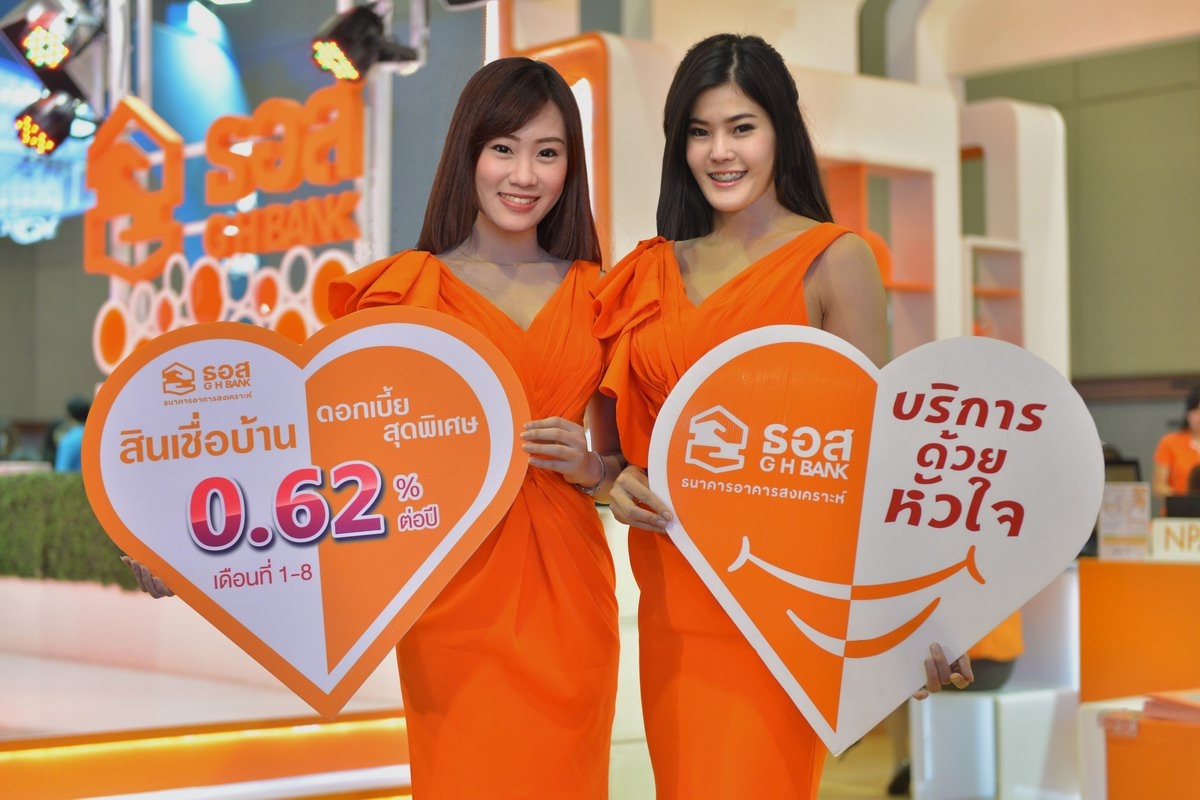 ธอส
G H BANK
ธอส
G H BANK
ธนาคารอาคารสงเคราะห์
สินเชื่อบ้าน
ดอกเบี้ย
สุดพิเศษ
0.62 %
ต่อปี
เดือนที่ 1-8
ธอส
G H BANK
ธนาคารอาคารสงเคราะห์
บริการ
ด้วย
หัวใจ
NP